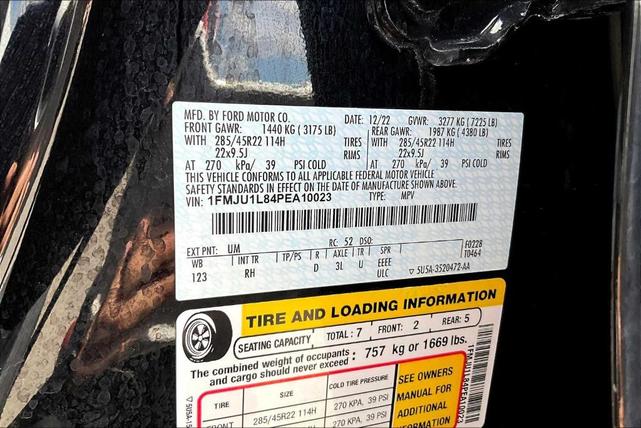 MFD. BY FORD MOTOR CO. DATE: 12/22 GVWR: 3277 KG (7225 LB)
FRONT GAWR: 1440 KG (3175 LB) REAR GAWR: 1987 KG (4380 LB)
WITH 285/45R22 114H TIRES WITH 285/45R22 114H TIRES
22x9.5J RIMS 22x9.5J RIMS
AT 270 kPa/ 39 PSI COLD AT 270 kPa/ 39 PSI COLD
THIS VEHICLE CONFORMS TO ALL APPLICABLE FEDERAL MOTOR VEHICLE
SAFETY STANDARDS IN EFFECT ON THE DATE OF MANUFACTURE SHOWN ABOVE.
VIN: 1FMJU1L84PEA10023 TYPE: MPV
EXT PNT: UM RC: 52 DSO: F0228
WB INT TR TP/PS R AXLE TR SPR T0464
123 RH D 3L U EEEE
ULC ▽ 5U5A-3520472-AA
TIRE AND LOADING INFORMATION
SEATING CAPACITY TOTAL: 7 FRONT: 2 REAR: 5
The combined weight of occupants and cargo should never exceed : 757 kg or 1669 lbs.
TIRE SIZE COLD TIRE PRESSURE
FRONT 285/45R22 114H 270 KPA, 39 PSI
SEE OWNERS
MANUAL FOR
ADDITIONAL
1FMJU1L84PEA10023